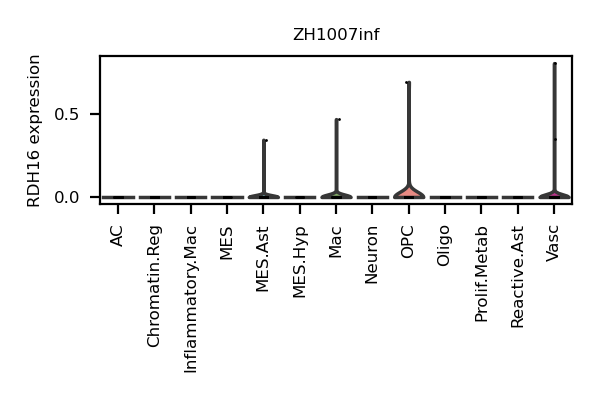 ZH1007inf
RDH16 expression
0.5
0.0
AC
Chromatin.Reg
Inflammatory.Mac
MES
MES.Ast
MES.Hyp
Mac
Neuron
OPC
Oligo
Prolif.Metab
Reactive.Ast
Vasc